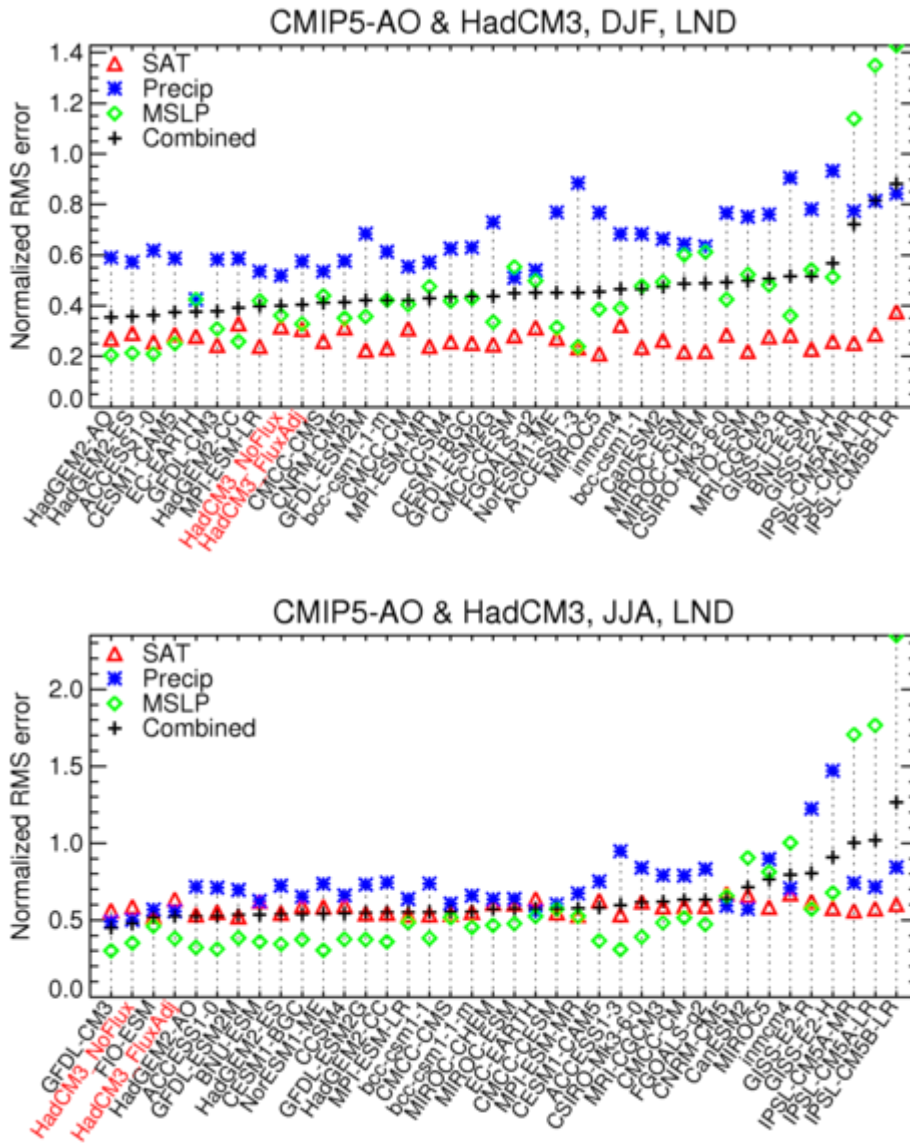 CMIP5-AO & HadCM3, DJF, LND
Normalized RMS error
1.4
1.2
1.0
0.8
0.6
0.4
0.2
0.0
SAT
Precip
MSLP
Combined
HadGEM2-AO
HadGEM2-ES
ACCESS1-0
CESM1-CAM5
EC-EARTH
GFDL-CM3
HadGEM2-CC
MPI-ESM-LR
HadCM3_NoFlux
HadCM3_FluxAdj
CMCC-CMS
CNRM-CM5
GFDL-ESM2M
bcc-csm1-1-m
CMCC-CM
MPI-ESM-MR
CCSM4
CESM1-BGC
GFDL-ESM2G
CMCC-CESM
FGOALS-g2
NorESM1-ME
ACCESS1-3
MIROC5
inmcm4
bcc-csm1-1
CanESM2
MIROC-ESM
MIROC-CHEM
CSIRO-MK3-6-0
FIO-ESM
MRI-CGCM3
GISS-E2-R
BNU-ESM
GISS-E2-H
IPSL-CM5A-MR
IPSL-CM5A-LR
IPSL-CM5B-LR
CMIP5-AO & HadCM3, JJA, LND
Normalized RMS error
2.0
1.5
1.0
0.5
0.0
SAT
Precip
MSLP
Combined
GFDL-CM3
HadCM3_NoFlux
FIO-ESM
HadCM3_FluxAdj
HadGEM2-AO
ACCESS1-0
GFDL-ESM2M
BNU-ESM
HadGEM2-ES
CESM1-BGC
NorESM1-ME
CCSM4
GFDL-ESM2G
HadGEM2-CC
MPI-ESM-LR
bcc-csm1-1
CMCC-CMS
bcc-csm1-1-m
MIROC-CHEM
MIROC-ESM
EC-EARTH
CMCC-CESM
MPI-ESM-MR
CESM1-CAM5
ACCESS1-3
CSIRO-MK3-6-0
MRI-CGCM3
CMCC-CM
FGOALS-g2
CNRM-CM5
CanESM2
MIROC5
inmcm4
GISS-E2-R
GISS-E2-H
IPSL-CM5A-MR
IPSL-CM5A-LR
IPSL-CM5B-LR